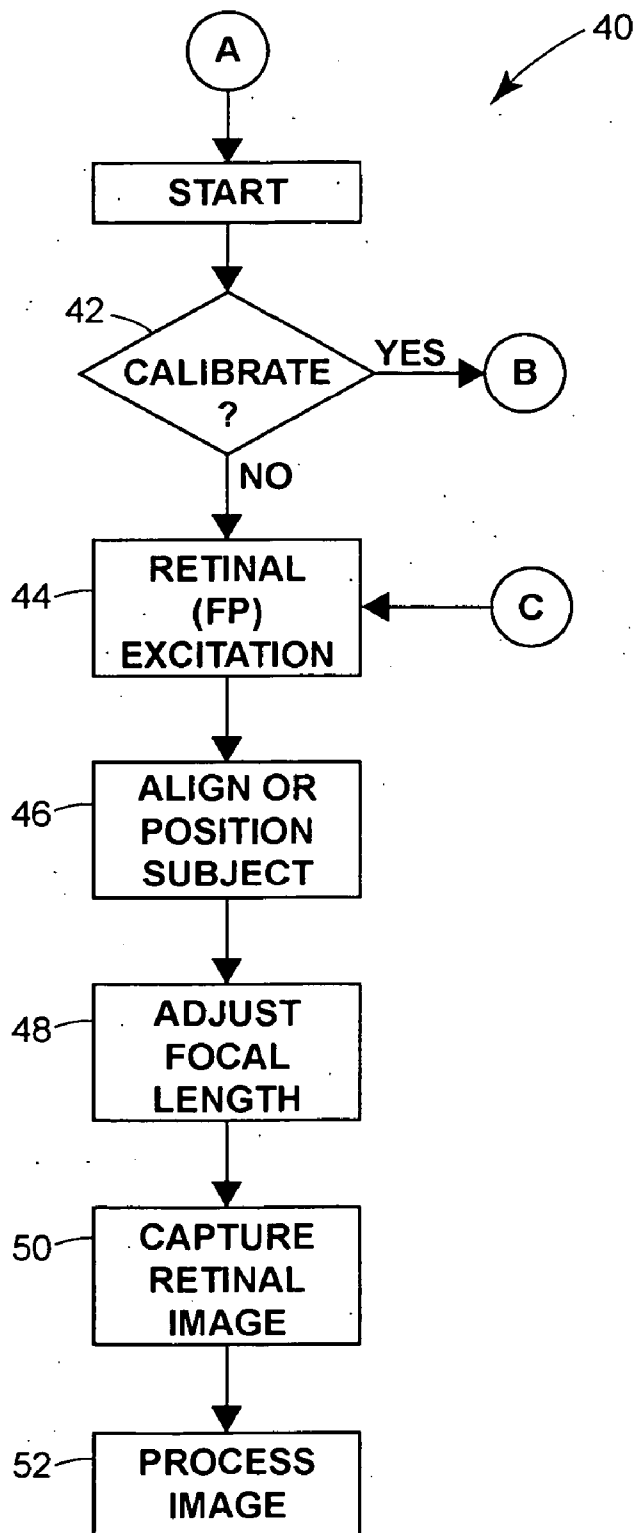 A
40
START
42
CALIBRATE
?
YES
B
NO
44
RETINAL
(FP)
EXCITATION
C
46
ALIGN OR
POSITION
SUBJECT
48
ADJUST
FOCAL
LENGTH
50
CAPTURE
RETINAL
IMAGE
52
PROCESS
IMAGE